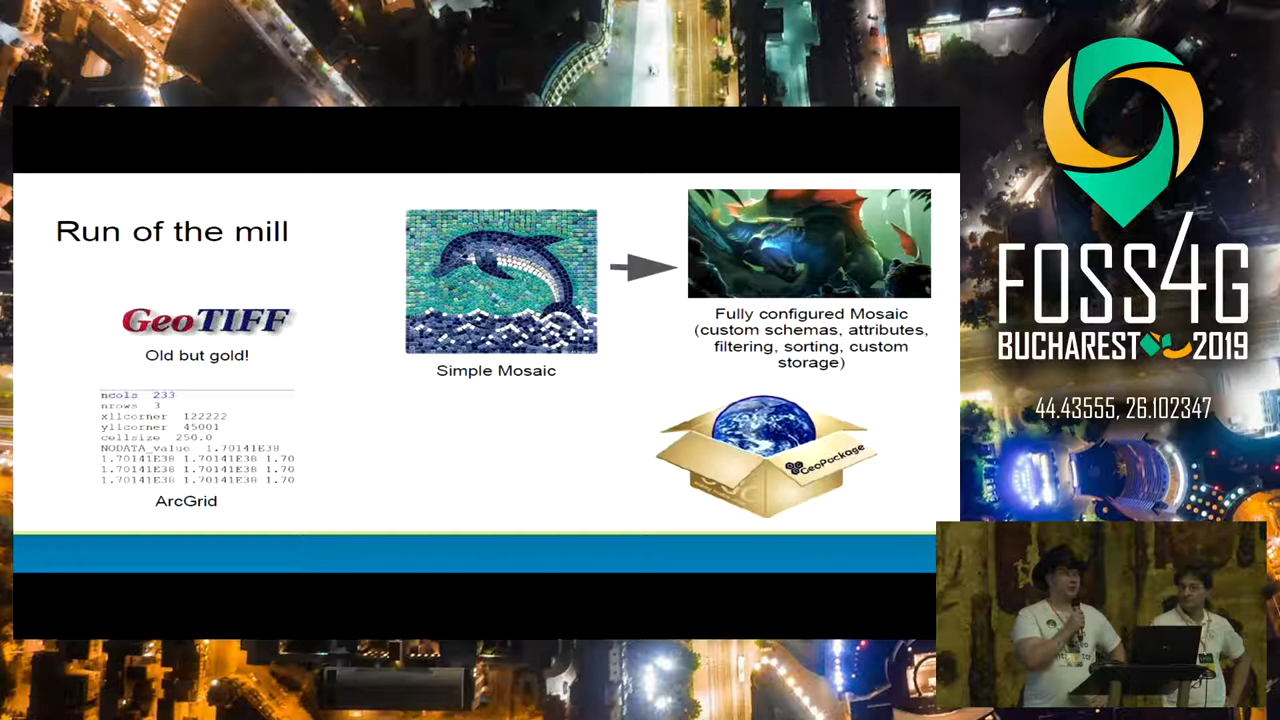 Run of the mill
GeoTIFF
Old but gold!
ncols 233
nrows 3
xllcorner 122222
yllcorner 45001
cellsize 250.0
NODATA_value 1.70141E38
1.70141E38 1.70141E38 1.70
1.70141E38 1.70141E38 1.70
1.70141E38 1.70141E38 1.70
ArcGrid
Simple Mosaic
Fully configured Mosaic
(custom schemas, attributes,
filtering, sorting, custom
storage)
GeoPackage
FOSS4G
BUCHAREST 2019
44.43555, 26.102347